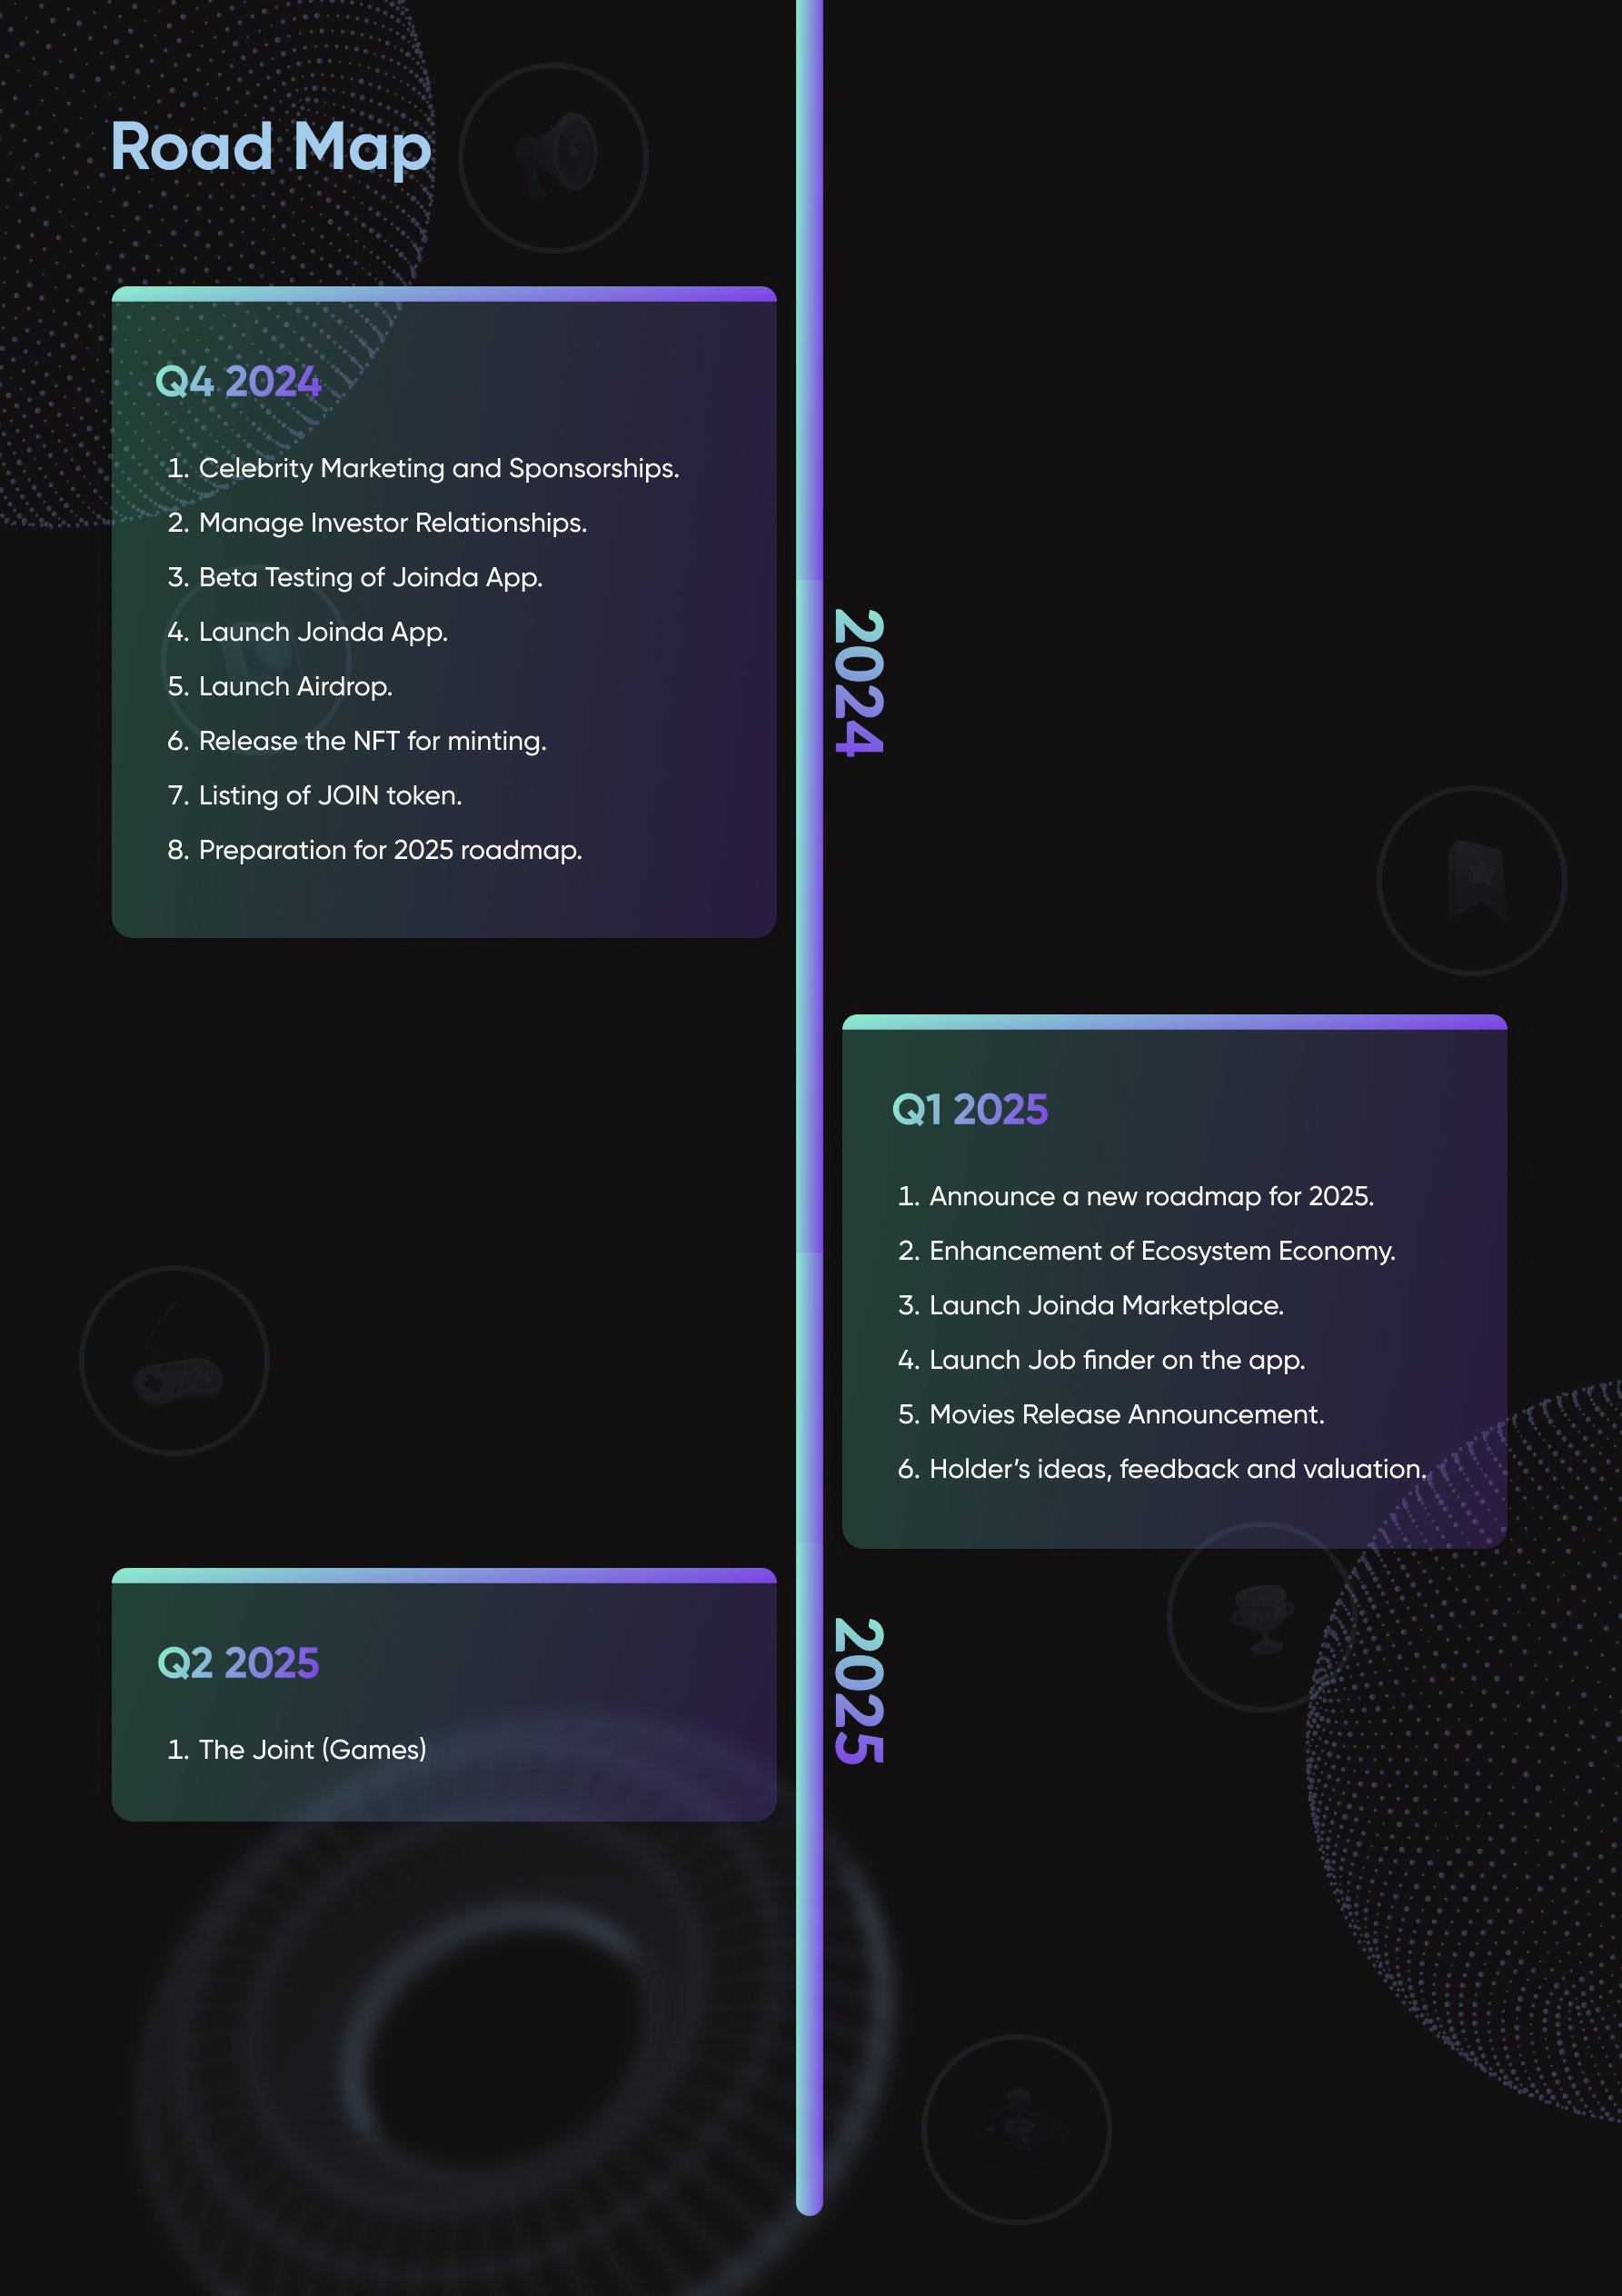 Road Map
Q4 2024
1. Celebrity Marketing and Sponsorships.
2. Manage Investor Relationships.
3. Beta Testing of Joinda App.
4. Launch Joinda App.
5. Launch Airdrop.
6. Release the NFT for minting.
7. Listing of JOIN token.
8. Preparation for 2025 roadmap.
2024
Q1 2025
1. Announce a new roadmap for 2025.
2. Enhancement of Ecosystem Economy.
3. Launch Joinda Marketplace.
4. Launch Job finder on the app.
5. Movies Release Announcement.
6. Holder’s ideas, feedback and valuation.
Q2 2025
1. The Joint (Games)
2025